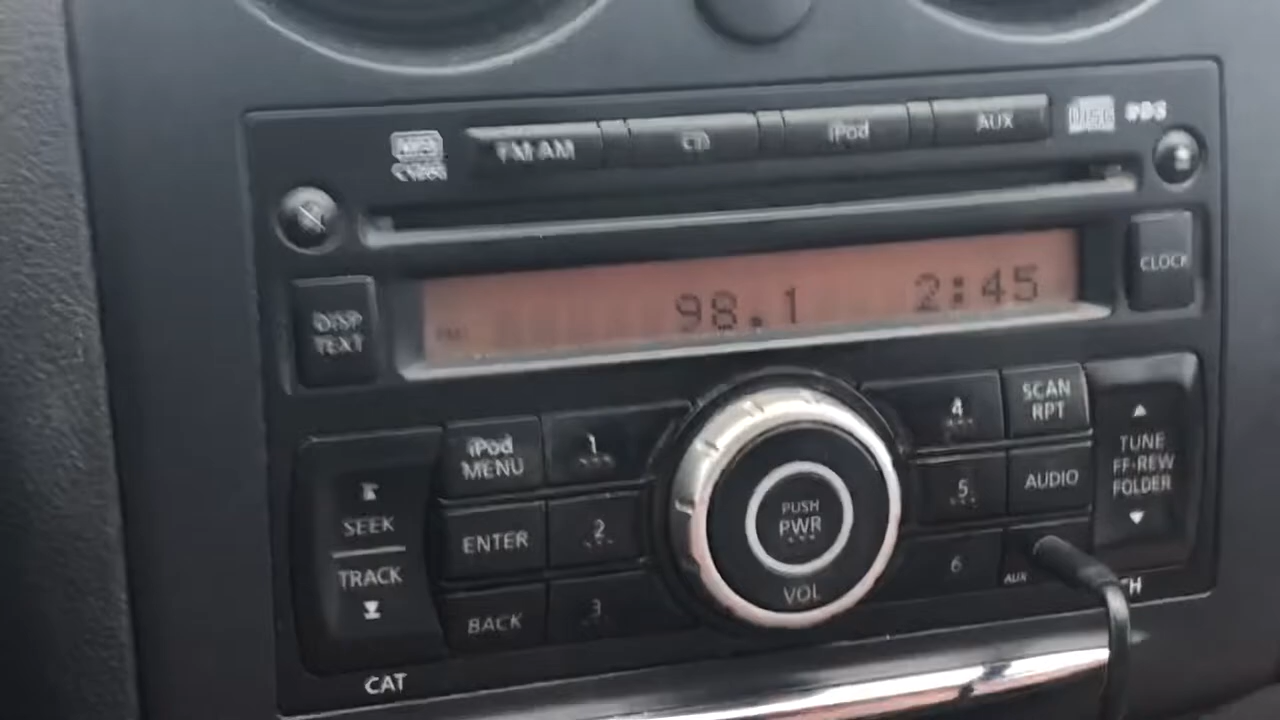 FM AM
CD
iPod
AUX
DISC
RDS
CLOCK
DISP
TEXT
98.1
2:45
iPod
MENU
1
4
SCAN
RPT
TUNE
FF·REW
FOLDER
SEEK
TRACK
ENTER
2
PUSH
PWR
5
AUDIO
BACK
3
VOL
6
AUX
CAT